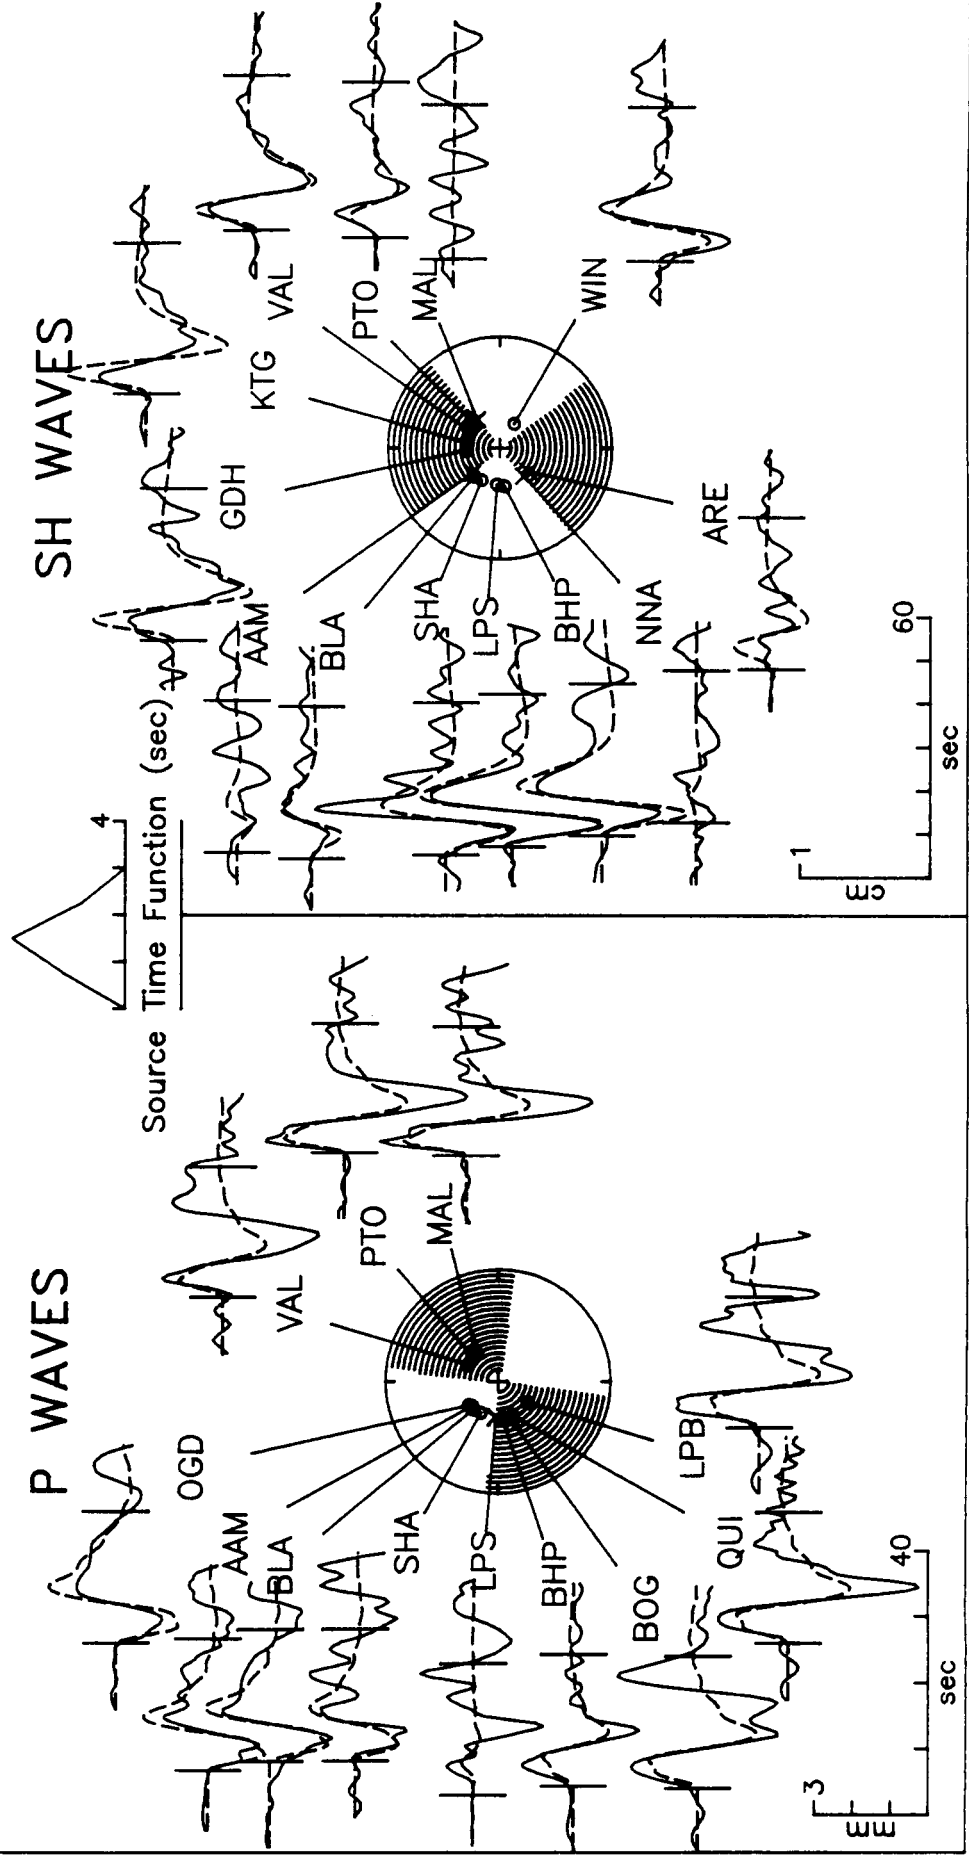 P WAVES
OGD
AAM
BLA
SHA
LPS
BHP
BOG
QUI
LPB
VAL
PTO
MAL
3
mm
40
sec
4
Source Time Function (sec)
SH WAVES
GDH
KTG
VAL
PTO
MAL
WIN
AAM
BLA
SHA
LPS
BHP
NNA
ARE
1
cm
60
sec